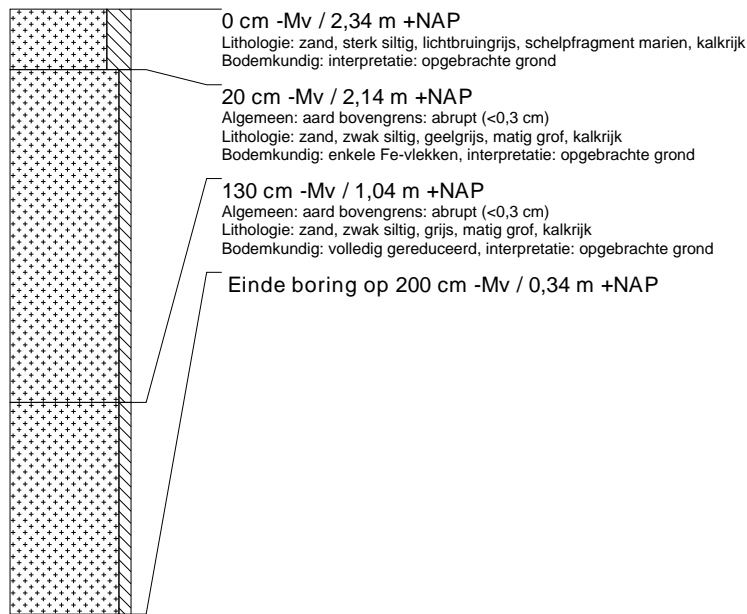 0 cm -Mv / 2,34 m +NAP
Lithologie: zand, sterk siltig, lichtbruingrijs, schelpfragment marien, kalkrijk
Bodemkundig: interpretatie: opgebrachte grond
20 cm -Mv / 2,14 m +NAP
Algemeen: aard bovengrens: abrupt (<0,3 cm)
Lithologie: zand, zwak siltig, geelgrijs, matig grof, kalkrijk
Bodemkundig: enkele Fe-vlekken, interpretatie: opgebrachte grond
130 cm -Mv / 1,04 m +NAP
Algemeen: aard bovengrens: abrupt (<0,3 cm)
Lithologie: zand, zwak siltig, grijs, matig grof, kalkrijk
Bodemkundig: volledig gereduceerd, interpretatie: opgebrachte grond
Einde boring op 200 cm -Mv / 0,34 m +NAP